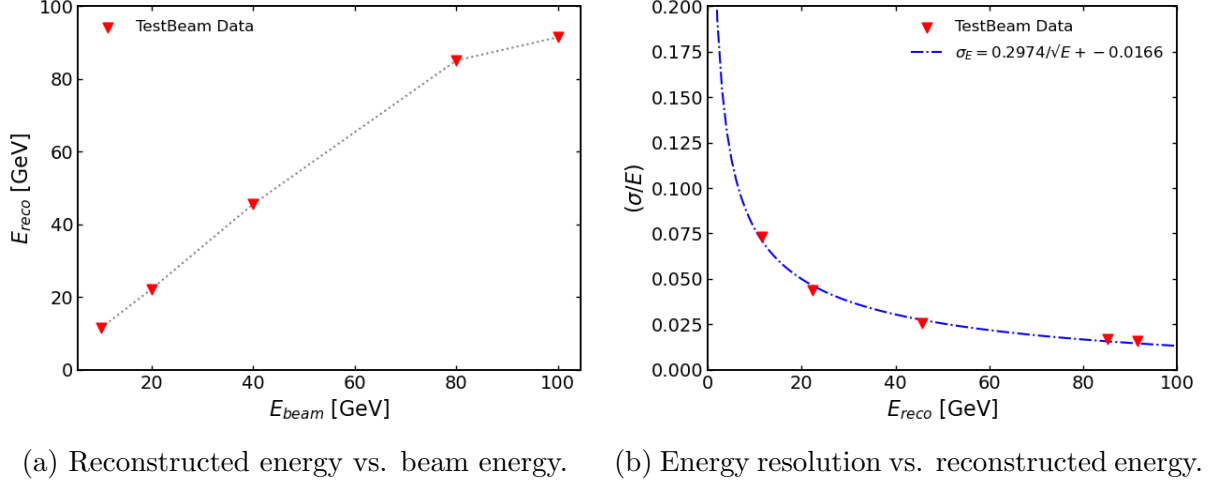 TestBeam Data
100
80
60
40
20
0
E_reco [GeV]
20 40 60 80 100
E_beam [GeV]
(a) Reconstructed energy vs. beam energy.
TestBeam Data
σ_E = 0.2974/√E + −0.0166
0.200
0.175
0.150
0.125
0.100
0.075
0.050
0.025
0.000
(σ/E)
0 20 40 60 80 100
E_reco [GeV]
(b) Energy resolution vs. reconstructed energy.